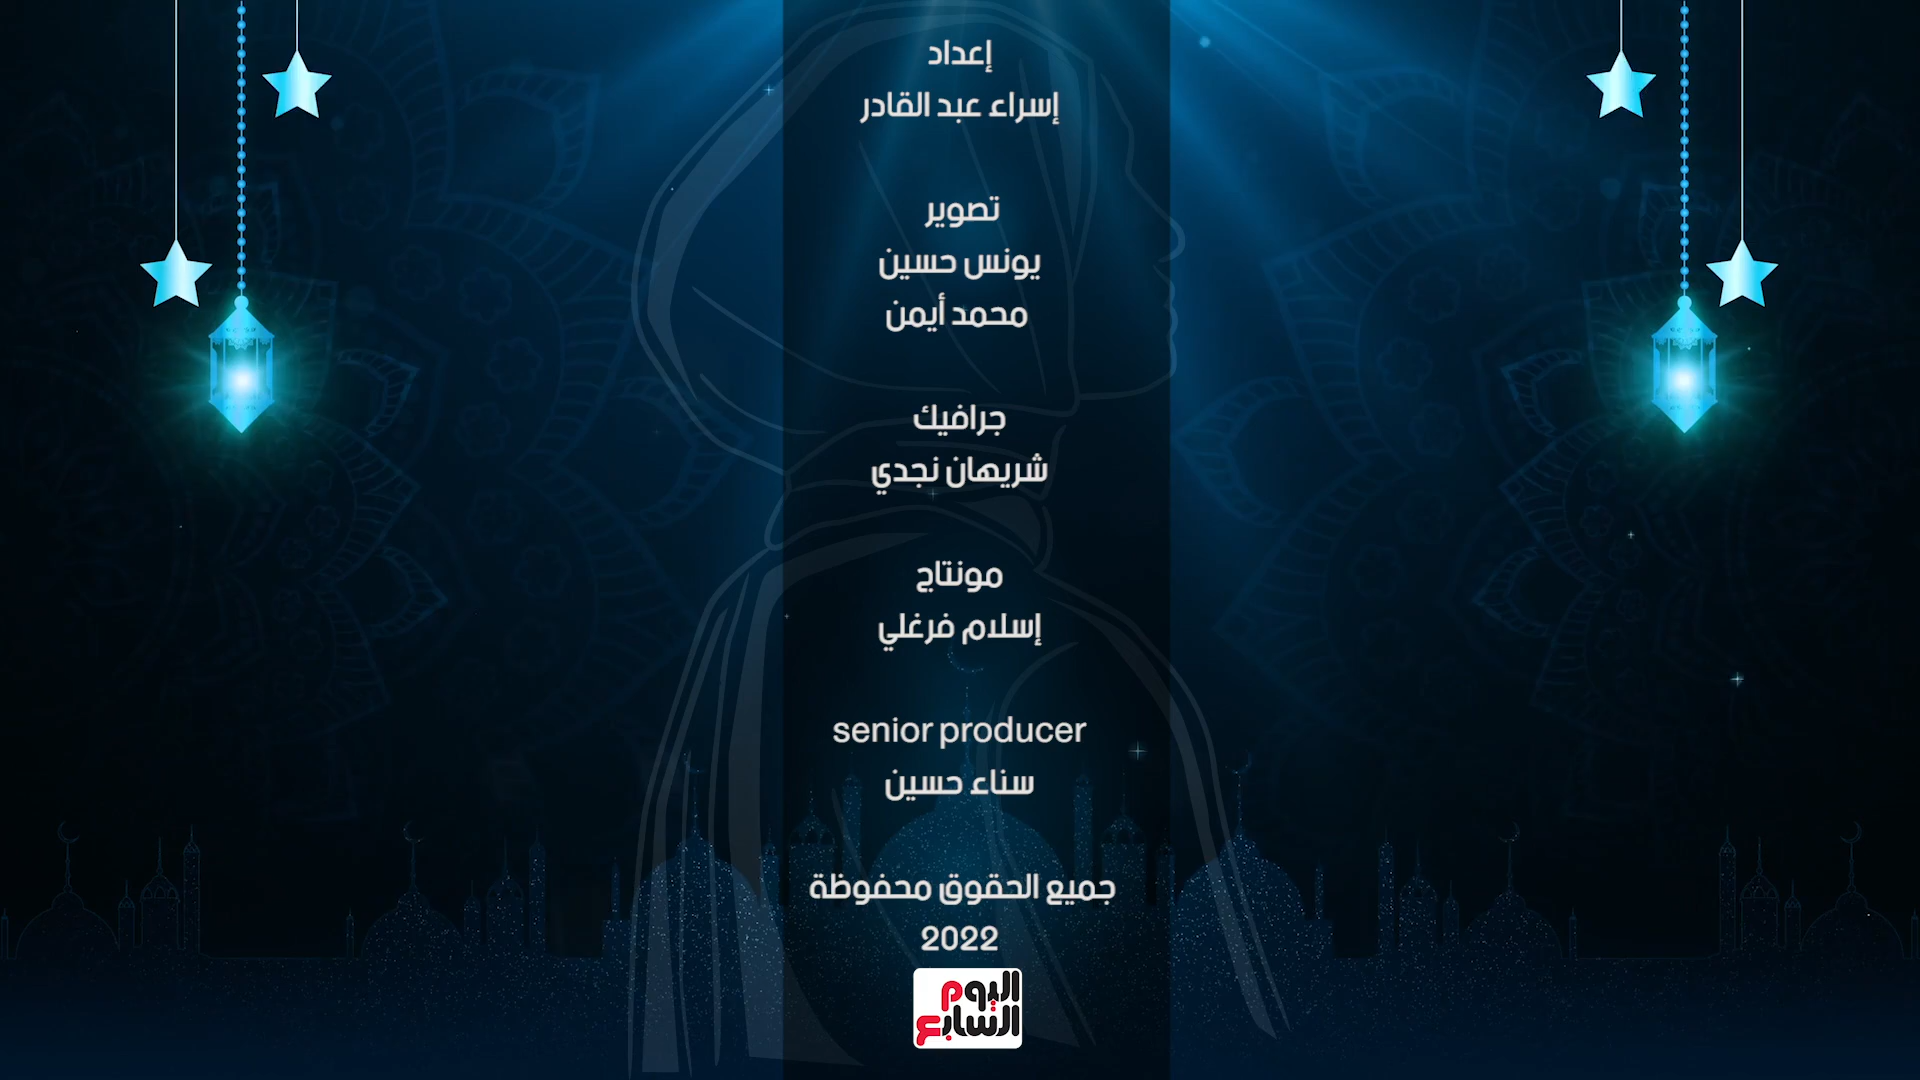 إعداد
إسراء عبد القادر
تصوير
يونس حسين
محمد أيمن
جرافيك
شريهان نجدي
مونتاج
إسلام فرغلي
senior producer
سناء حسين
جميع الحقوق محفوظة
2022
اليوم
السابع